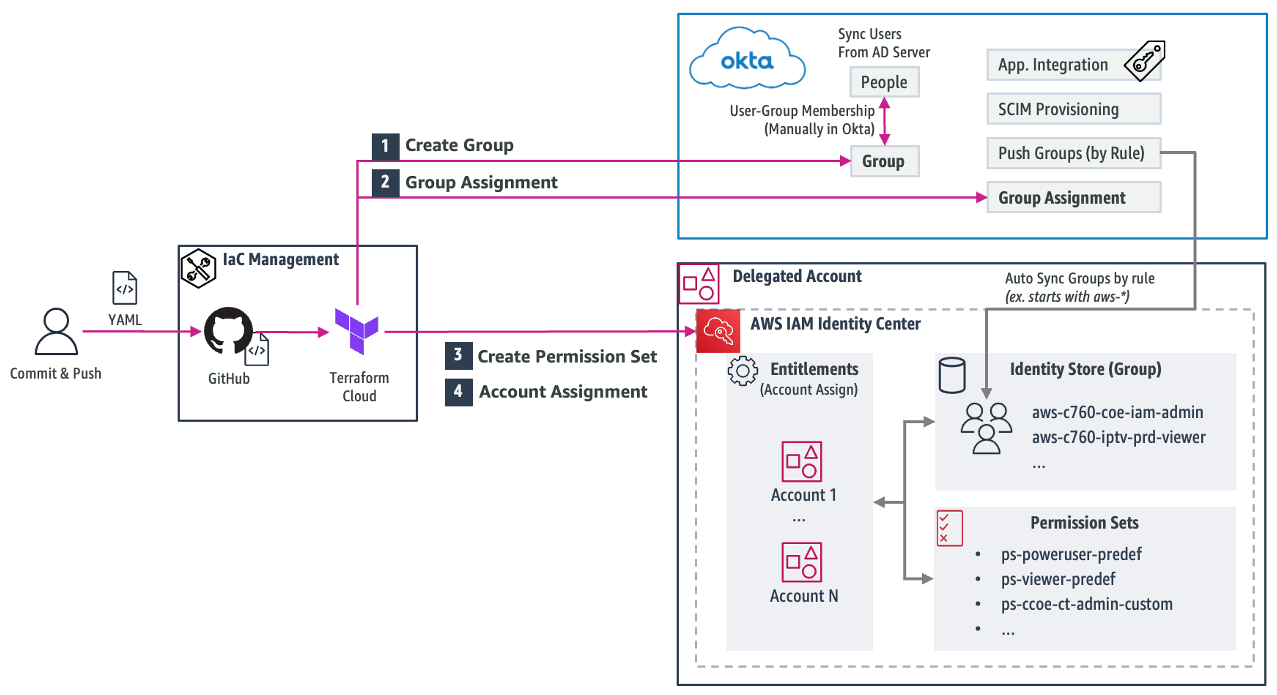 okta
Sync Users
From AD Server
People
User-Group Membership
(Manually in Okta)
Group
App. Integration
SCIM Provisioning
Push Groups (by Rule)
Group Assignment
1 Create Group
2 Group Assignment
IaC Management
YAML
Commit & Push
GitHub
Terraform
Cloud
3 Create Permission Set
4 Account Assignment
Delegated Account
Auto Sync Groups by rule
(ex. starts with aws-*)
AWS IAM Identity Center
Entitlements
(Account Assign)
Account 1
...
Account N
Identity Store (Group)
aws-c760-coe-iam-admin
aws-c760-iptv-prd-viewer
...
Permission Sets
• ps-poweruser-predef
• ps-viewer-predef
• ps-ccoe-ct-admin-custom
• ...